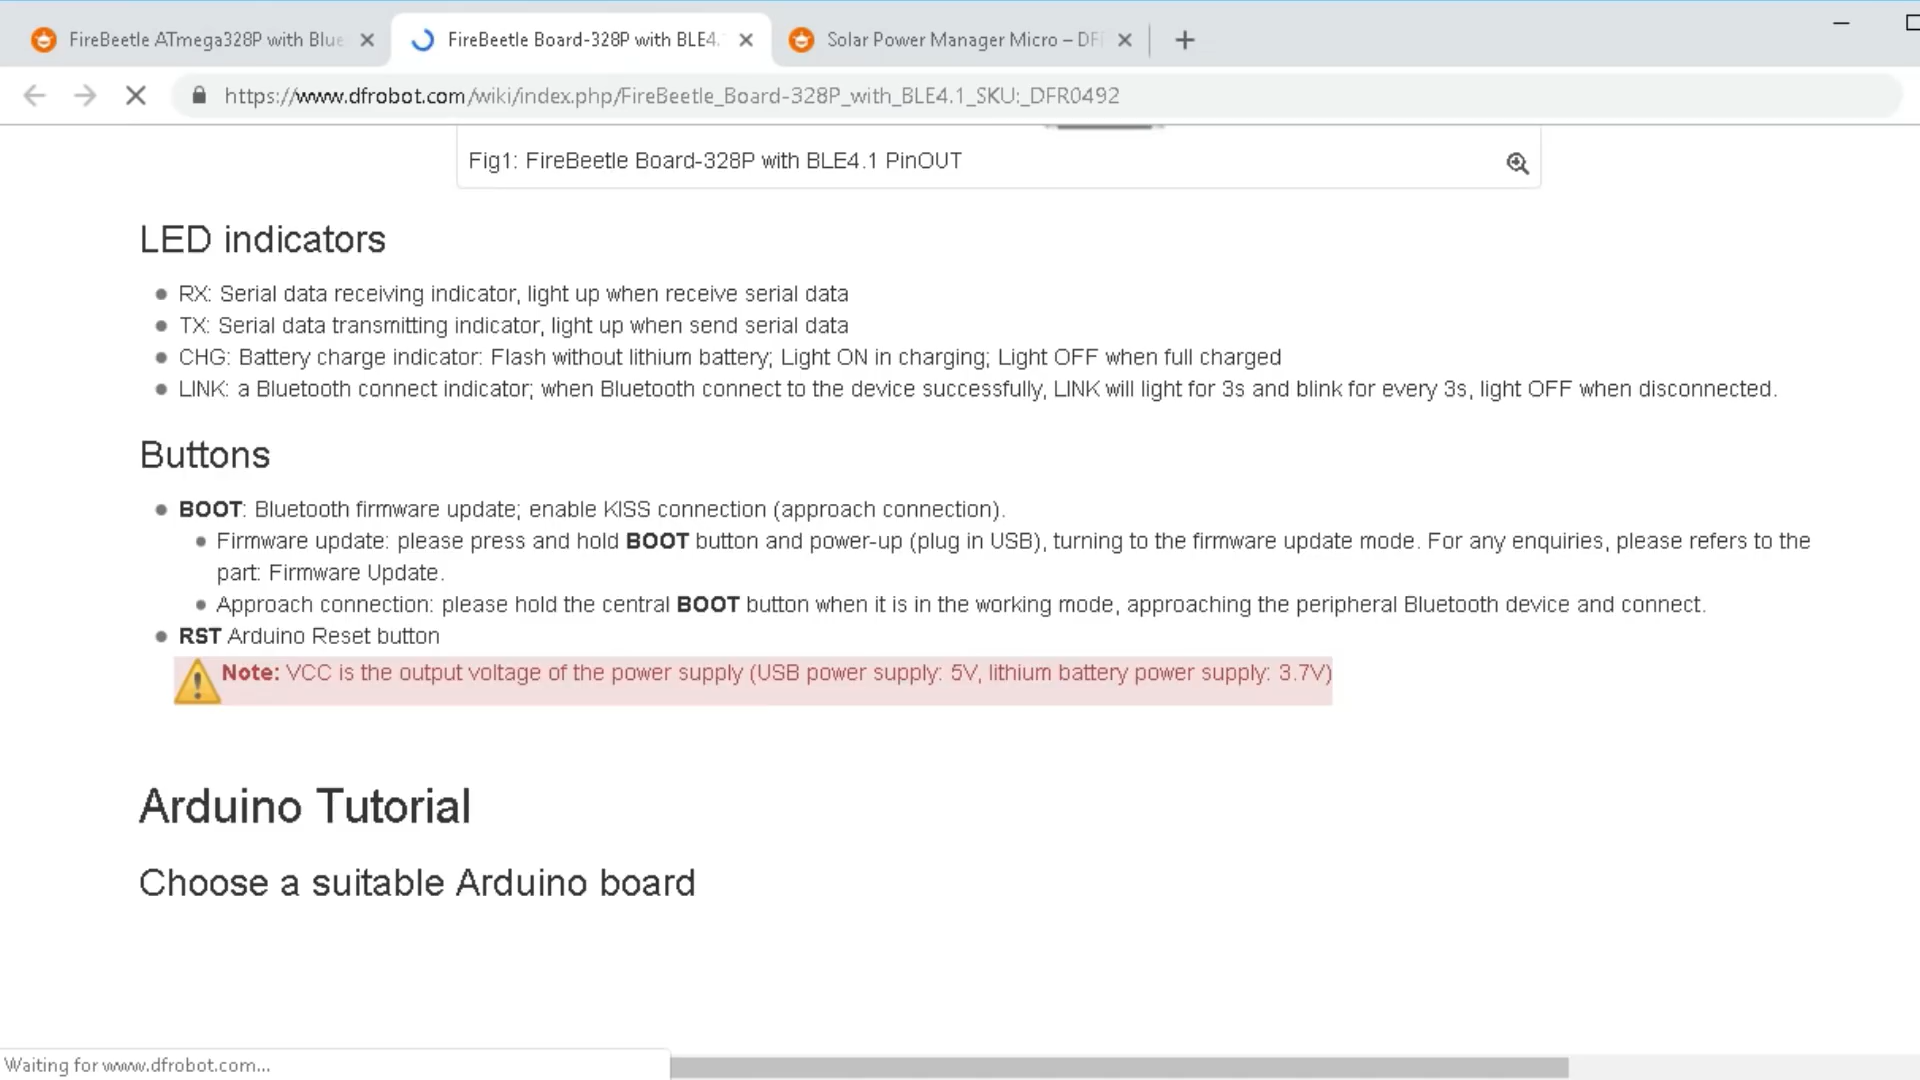 FireBeetle ATmega328P with Blue
FireBeetle Board-328P with BLE4.
Solar Power Manager Micro – DF
https://www.dfrobot.com/wiki/index.php/FireBeetle_Board-328P_with_BLE4.1_SKU:_DFR0492
Fig1: FireBeetle Board-328P with BLE4.1 PinOUT
LED indicators
RX: Serial data receiving indicator, light up when receive serial data
TX: Serial data transmitting indicator, light up when send serial data
CHG: Battery charge indicator: Flash without lithium battery; Light ON in charging; Light OFF when full charged
LINK: a Bluetooth connect indicator; when Bluetooth connect to the device successfully, LINK will light for 3s and blink for every 3s, light OFF when disconnected.
Buttons
BOOT: Bluetooth firmware update; enable KISS connection (approach connection).
Firmware update: please press and hold BOOT button and power-up (plug in USB), turning to the firmware update mode. For any enquiries, please refers to the
part: Firmware Update.
Approach connection: please hold the central BOOT button when it is in the working mode, approaching the peripheral Bluetooth device and connect.
RST Arduino Reset button
Note: VCC is the output voltage of the power supply (USB power supply: 5V, lithium battery power supply: 3.7V)
Arduino Tutorial
Choose a suitable Arduino board
Waiting for www.dfrobot.com...